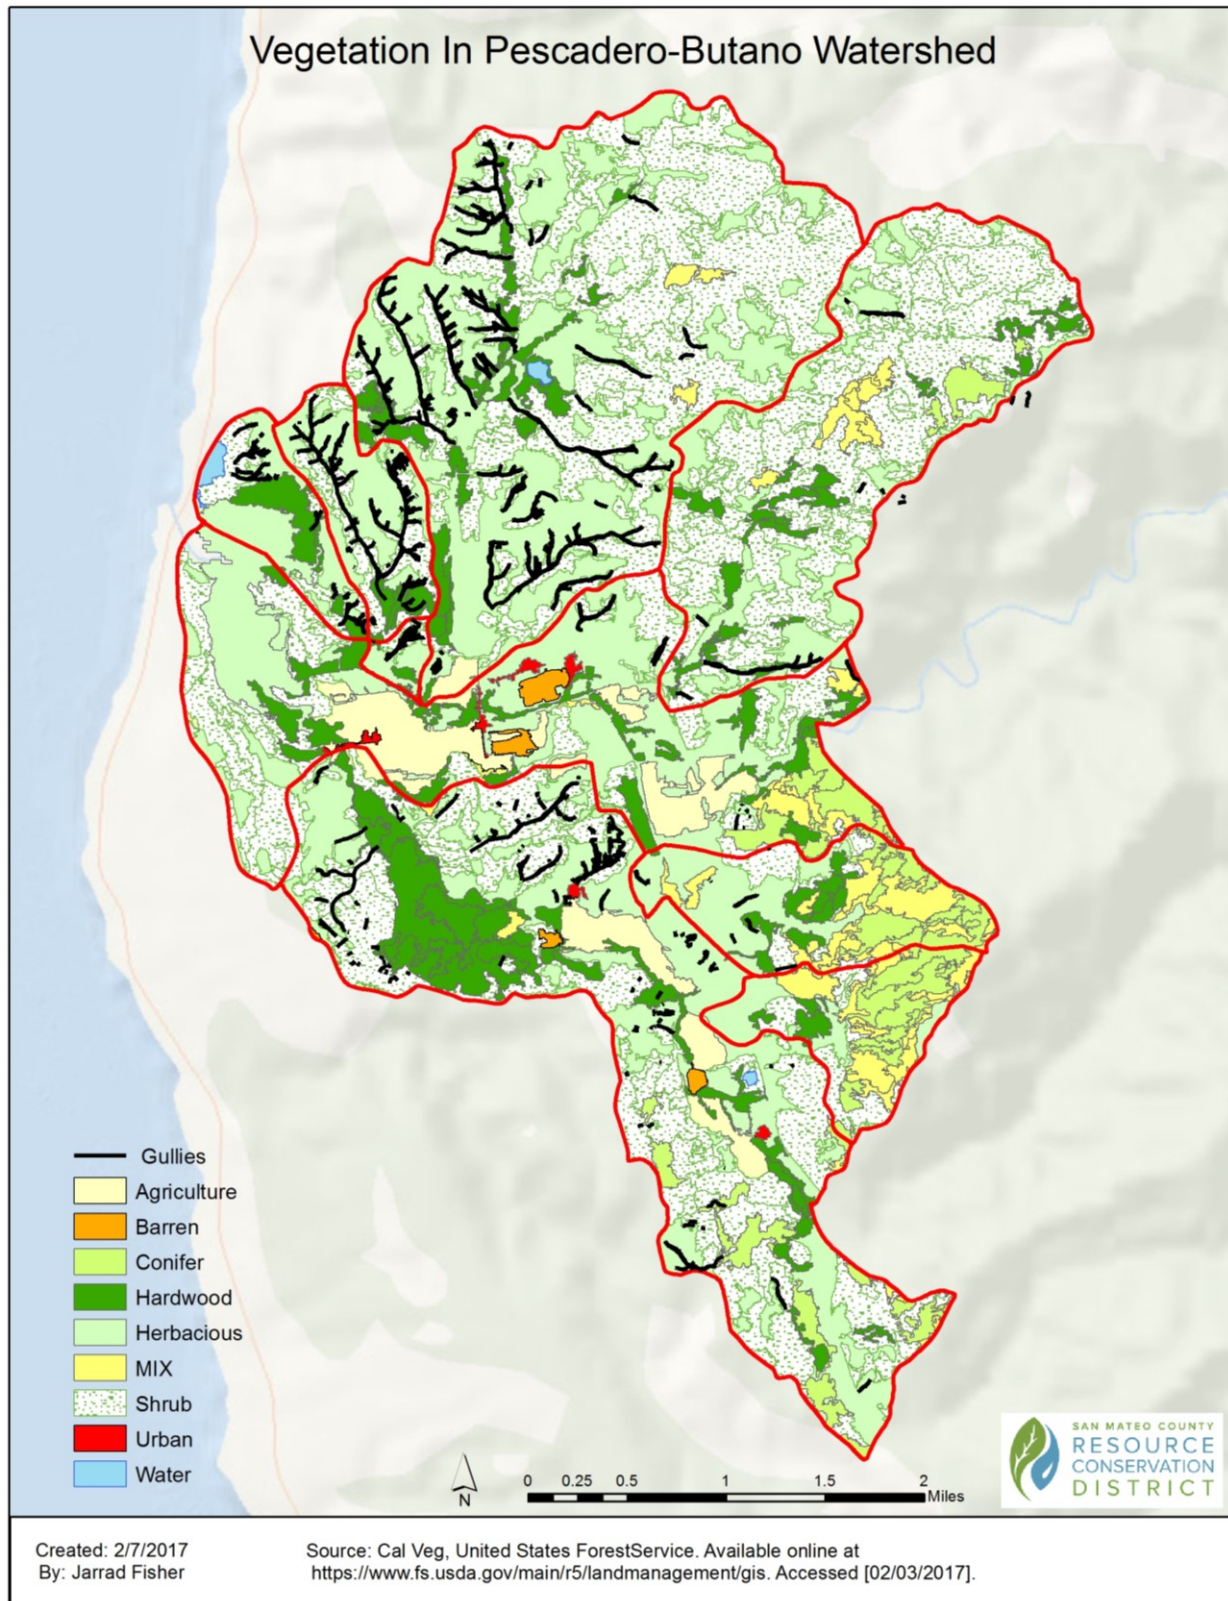 Vegetation In Pescadero-Butano Watershed
Gullies
Agriculture
Barren
Conifer
Hardwood
Herbacious
MIX
Shrub
Urban
Water
N
0 0.25 0.5 1 1.5 2
Miles
SAN MATEO COUNTY
RESOURCE
CONSERVATION
DISTRICT
Created: 2/7/2017
By: Jarrad Fisher
Source: Cal Veg, United States ForestService. Available online at
https://www.fs.usda.gov/main/r5/landmanagement/gis. Accessed [02/03/2017].